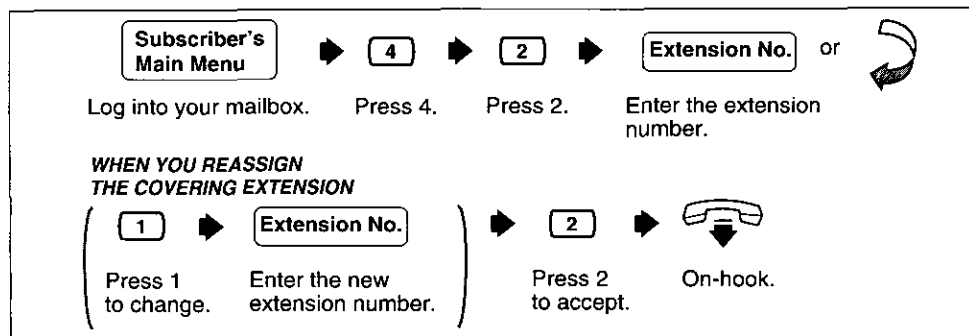 Subscriber's
Main Menu
4
2
Extension No.
or
Log into your mailbox.
Press 4.
Press 2.
Enter the extension
number.
WHEN YOU REASSIGN
THE COVERING EXTENSION
1
Extension No.
2
Press 1
to change.
Enter the new
extension number.
Press 2
to accept.
On-hook.